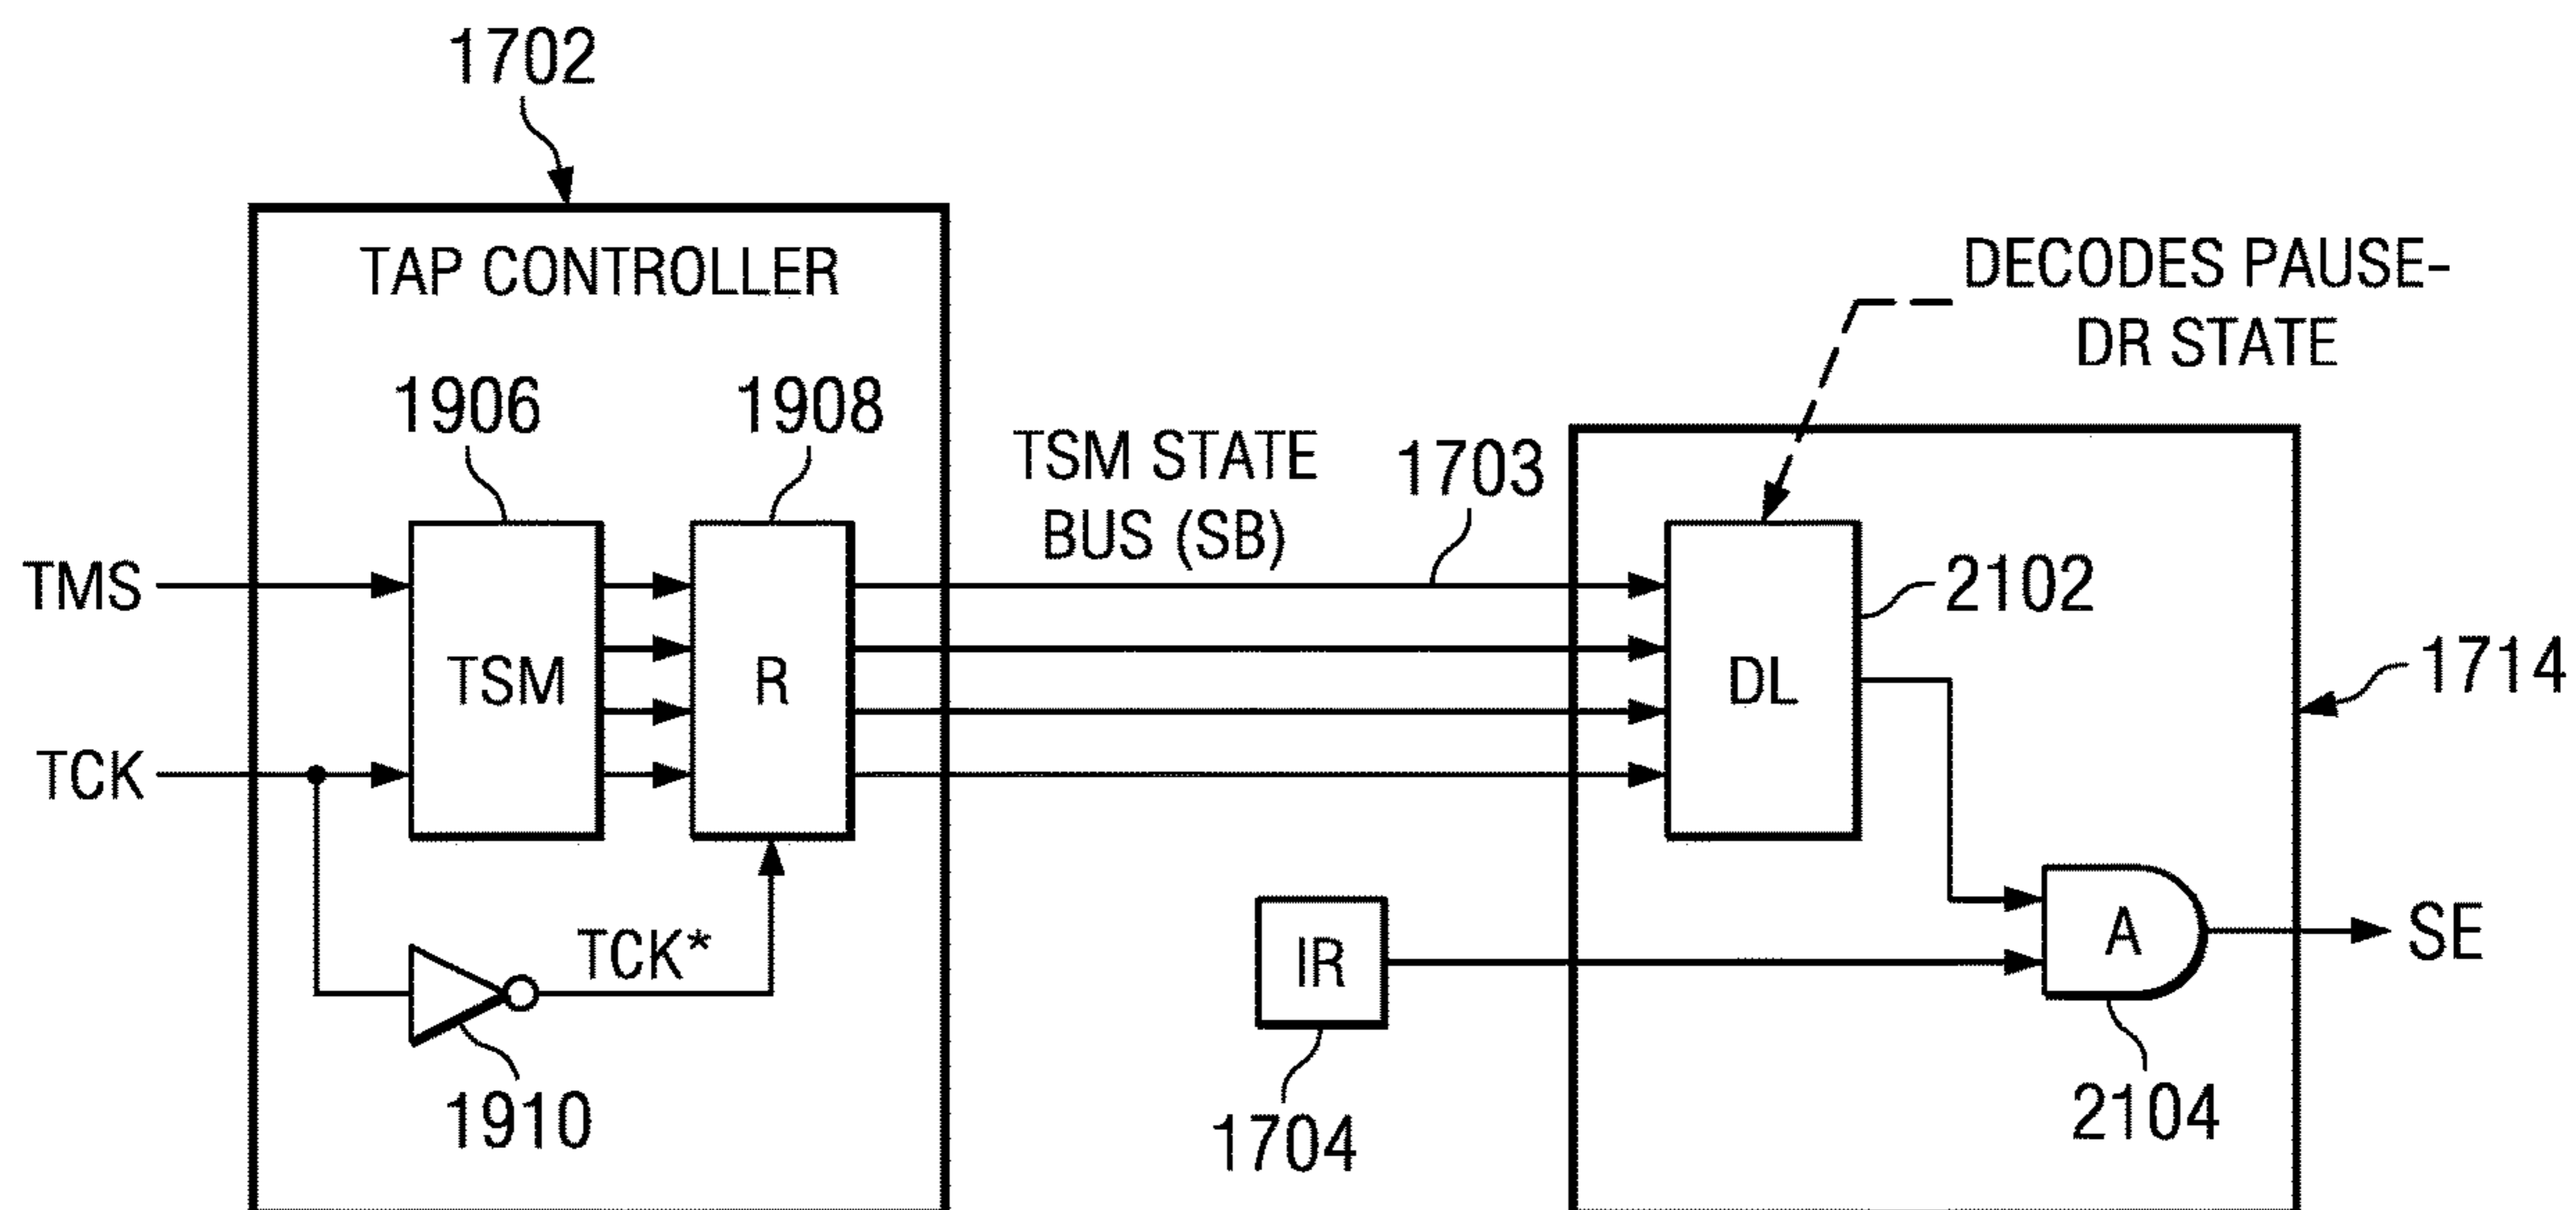 1702
TAP CONTROLLER
DECODES PAUSE-
DR STATE
1906
1908
TSM STATE
BUS (SB)
1703
TMS
TSM
R
DL
2102
1714
TCK
TCK*
IR
A
SE
1910
1704
2104